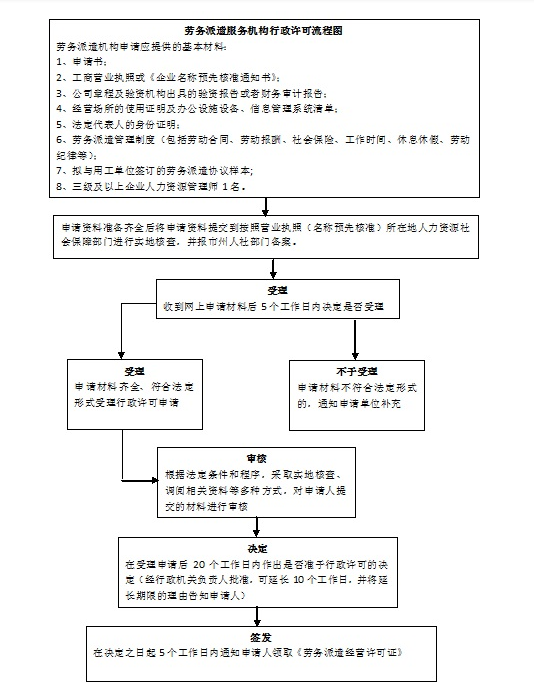 劳务派遣服务机构行政许可流程图
劳务派遣机构申请应提供的基本材料:
1、申请书;
2、工商营业执照或《企业名称预先核准通知书》;
3、公司章程及验资机构出具的验资报告或者财务审计报告;
4、经营场所的使用证明及办公设施设备、信息管理系统清单;
5、法定代表人的身份证明;
6、劳务派遣管理制度（包括劳动合同、劳动报酬、社会保险、工作时间、休息休假、劳动
纪律等）;
7、拟与用工单位签订的劳务派遣协议样本;
8、三级及以上企业人力资源管理师 1 名。
申请资料准备齐全后将申请资料提交到按照营业执照（名称预先核准）所在地人力资源社
会保障部门进行实地核查，并报市州人社部门备案。
受理
收到网上申请材料后 5 个工作日内决定是否受理
受理
申请材料齐全、符合法定
形式受理行政许可申请
不予受理
申请材料不符合法定形式
的，通知申请单位补充
审核
根据法定条件和程序，采取实地核查、
调阅相关资料等多种方式，对申请人提
交的材料进行审核
决定
在受理申请后 20 个工作日内作出是否准予行政许可的决
定（经行政机关负责人批准，可延长 10 个工作日，并将延
长期限的理由告知申请人）
签发
在决定之日起 5 个工作日内通知申请人领取《劳务派遣经营许可证》